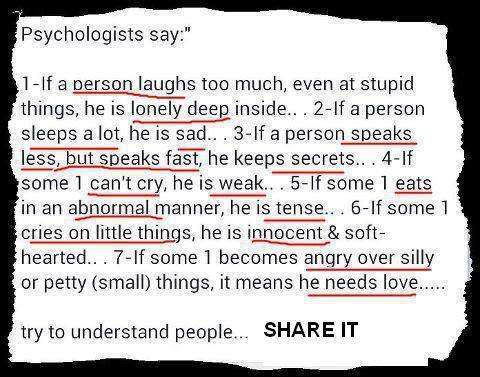 Psychologists say:"
1-If a person laughs too much, even at stupid
things, he is lonely deep inside.. . 2-If a person
sleeps a lot, he is sad.. . 3-If a person speaks
less, but speaks fast, he keeps secrets.. . 4-If
some 1 can't cry, he is weak.. . 5-If some 1 eats
in an abnormal manner, he is tense.. . 6-If some 1
cries on little things, he is innocent & soft-
hearted.. . 7-If some 1 becomes angry over silly
or petty (small) things, it means he needs love.....
try to understand people... SHARE IT